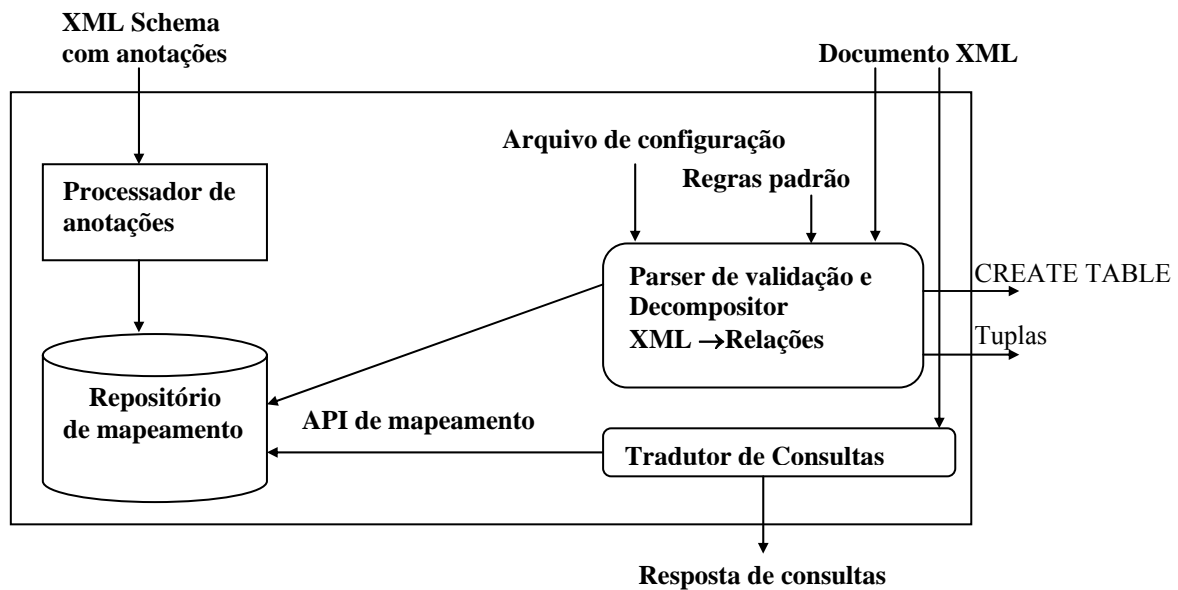 XML Schema
com anotações
Documento XML
Arquivo de configuração
Regras padrão
Processador de
anotações
Parser de validação e
Decompositor
XML →Relações
CREATE TABLE
Tuplas
Repositório
de mapeamento
API de mapeamento
Tradutor de Consultas
Resposta de consultas